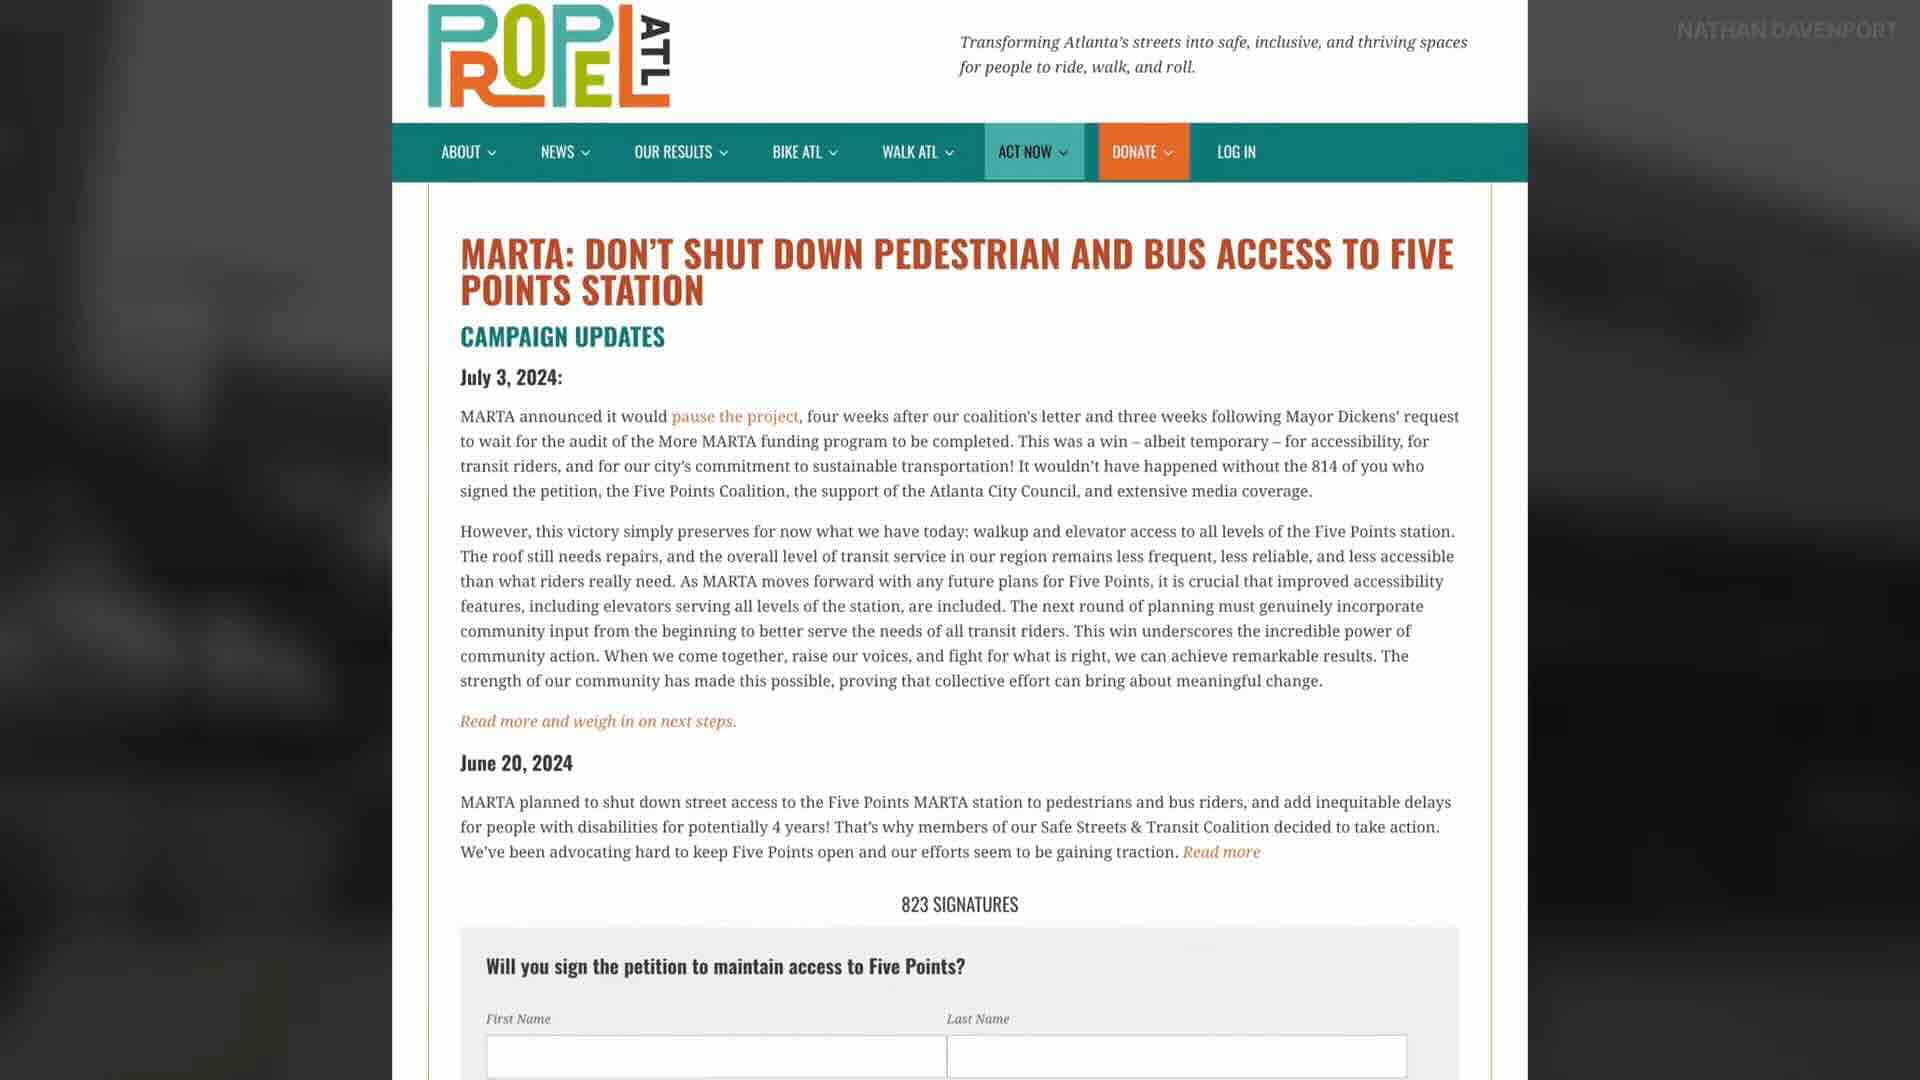 PROPEL ATL
NATHAN DAVENPORT
Transforming Atlanta's streets into safe, inclusive, and thriving spaces
for people to ride, walk, and roll.
ABOUT NEWS OUR RESULTS BIKE ATL WALK ATL ACT NOW DONATE LOG IN
MARTA: DON'T SHUT DOWN PEDESTRIAN AND BUS ACCESS TO FIVE
POINTS STATION
CAMPAIGN UPDATES
July 3, 2024:
MARTA announced it would pause the project, four weeks after our coalition's letter and three weeks following Mayor Dickens' request
to wait for the audit of the More MARTA funding program to be completed. This was a win – albeit temporary – for accessibility, for
transit riders, and for our city's commitment to sustainable transportation! It wouldn't have happened without the 814 of you who
signed the petition, the Five Points Coalition, the support of the Atlanta City Council, and extensive media coverage.
However, this victory simply preserves for now what we have today: walkup and elevator access to all levels of the Five Points station.
The roof still needs repairs, and the overall level of transit service in our region remains less frequent, less reliable, and less accessible
than what riders really need. As MARTA moves forward with any future plans for Five Points, it is crucial that improved accessibility
features, including elevators serving all levels of the station, are included. The next round of planning must genuinely incorporate
community input from the beginning to better serve the needs of all transit riders. This win underscores the incredible power of
community action. When we come together, raise our voices, and fight for what is right, we can achieve remarkable results. The
strength of our community has made this possible, proving that collective effort can bring about meaningful change.
Read more and weigh in on next steps.
June 20, 2024
MARTA planned to shut down street access to the Five Points MARTA station to pedestrians and bus riders, and add inequitable delays
for people with disabilities for potentially 4 years! That's why members of our Safe Streets & Transit Coalition decided to take action.
We've been advocating hard to keep Five Points open and our efforts seem to be gaining traction. Read more
823 SIGNATURES
Will you sign the petition to maintain access to Five Points?
First Name Last Name